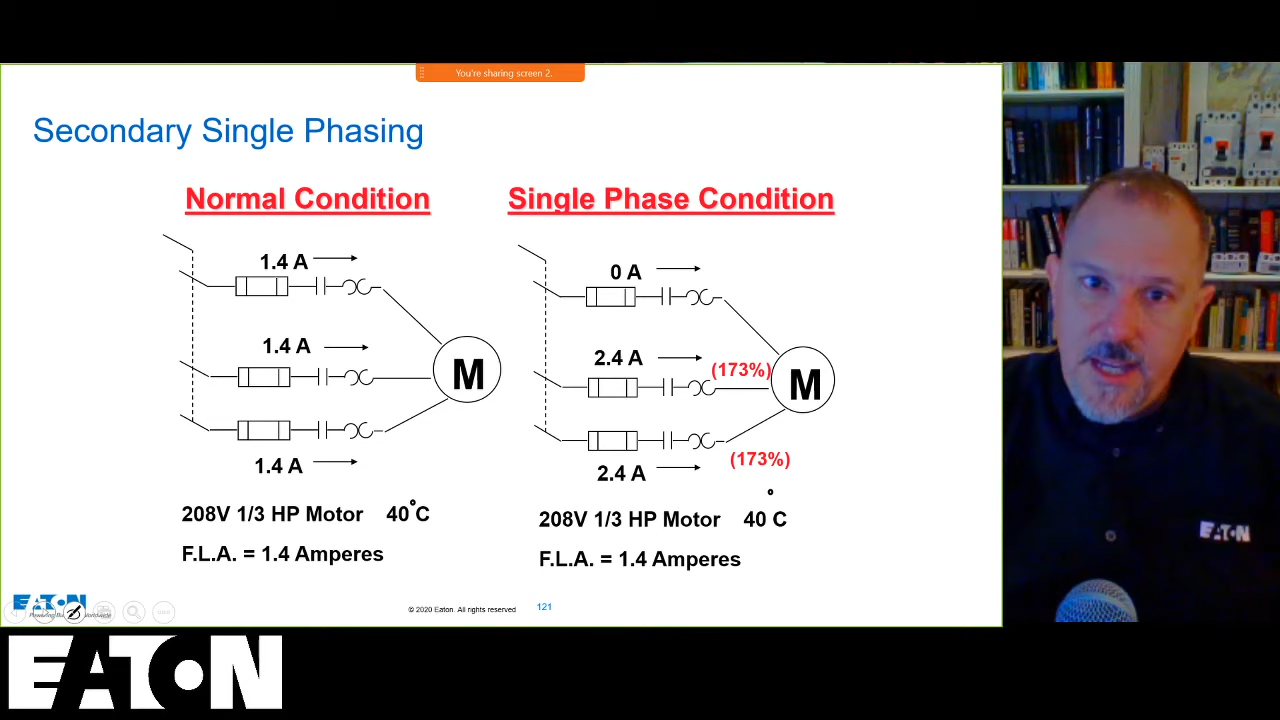 You're sharing screen 2.
Secondary Single Phasing
Normal Condition
1.4 A
1.4 A
M
1.4 A
208V 1/3 HP Motor 40°C
F.L.A. = 1.4 Amperes
Single Phase Condition
0 A
2.4 A
(173%)
M
(173%)
2.4 A
208V 1/3 HP Motor 40°C
F.L.A. = 1.4 Amperes
EATON
© 2020 Eaton. All rights reserved
121
EATON
EATON